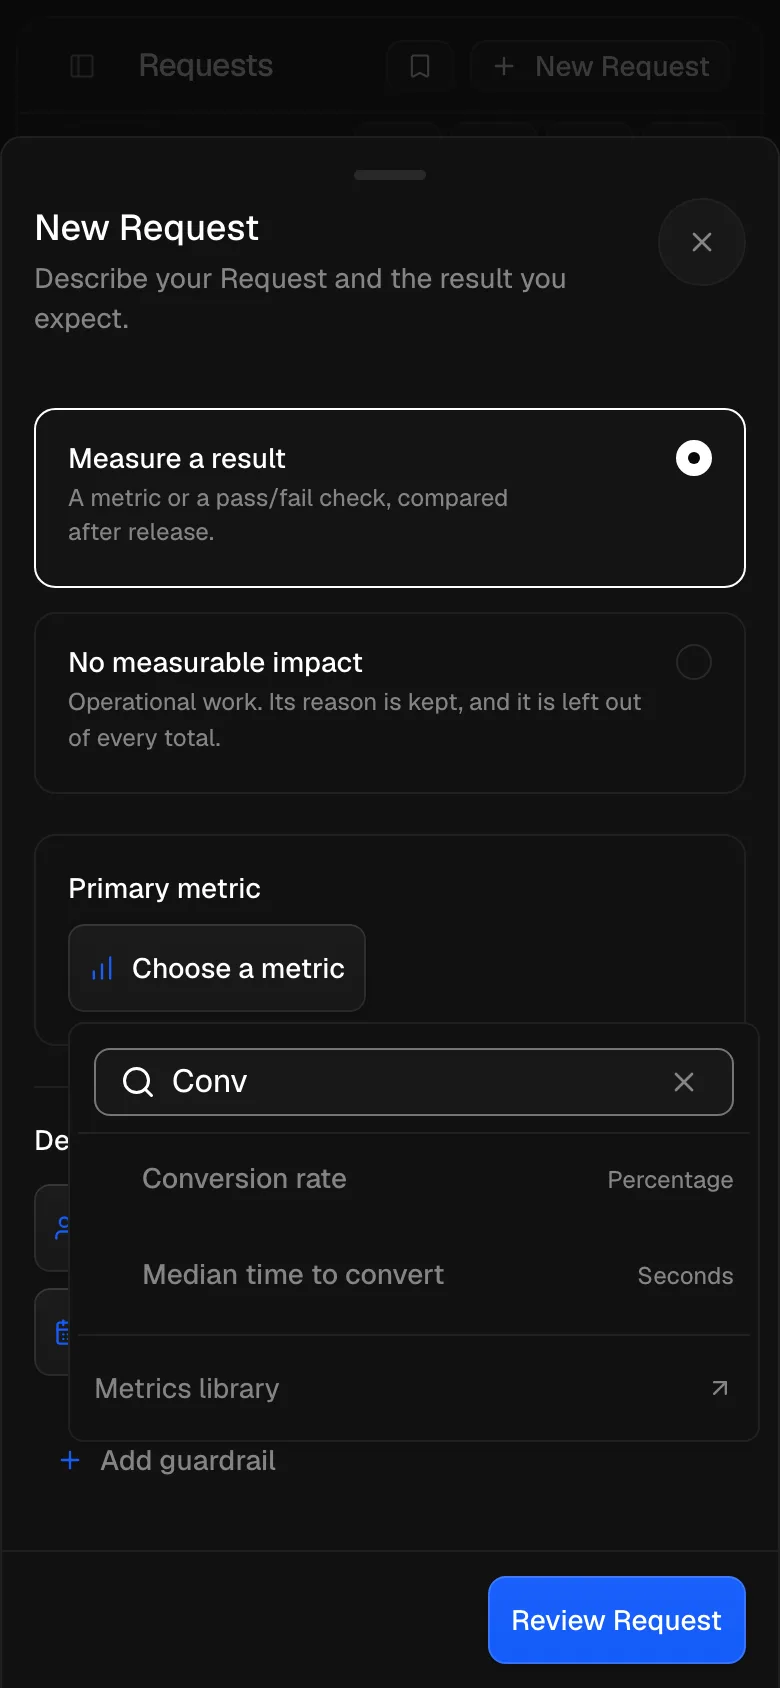 Requests
New Request
New Request
Describe your Request and the result you
expect.
Measure a result
A metric or a pass/fail check, compared
after release.
No measurable impact
Operational work. Its reason is kept, and it is left out
of every total.
Primary metric
Choose a metric
Conv
Conversion rate Percentage
De
Median time to convert Seconds
Metrics library
Add guardrail
Review Request